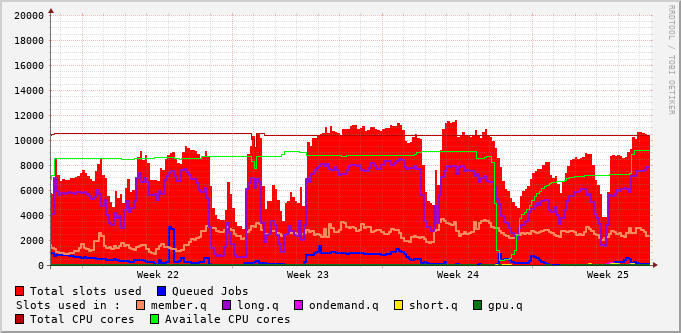 20000
18000
16000
14000
12000
10000
8000
6000
4000
2000
0
Week 22 Week 23 Week 24 Week 25
RRDTOOL / TOBI OETIKER
Total slots used Queued Jobs
Slots used in : member.q long.q ondemand.q short.q gpu.q
Total CPU cores Availale CPU cores